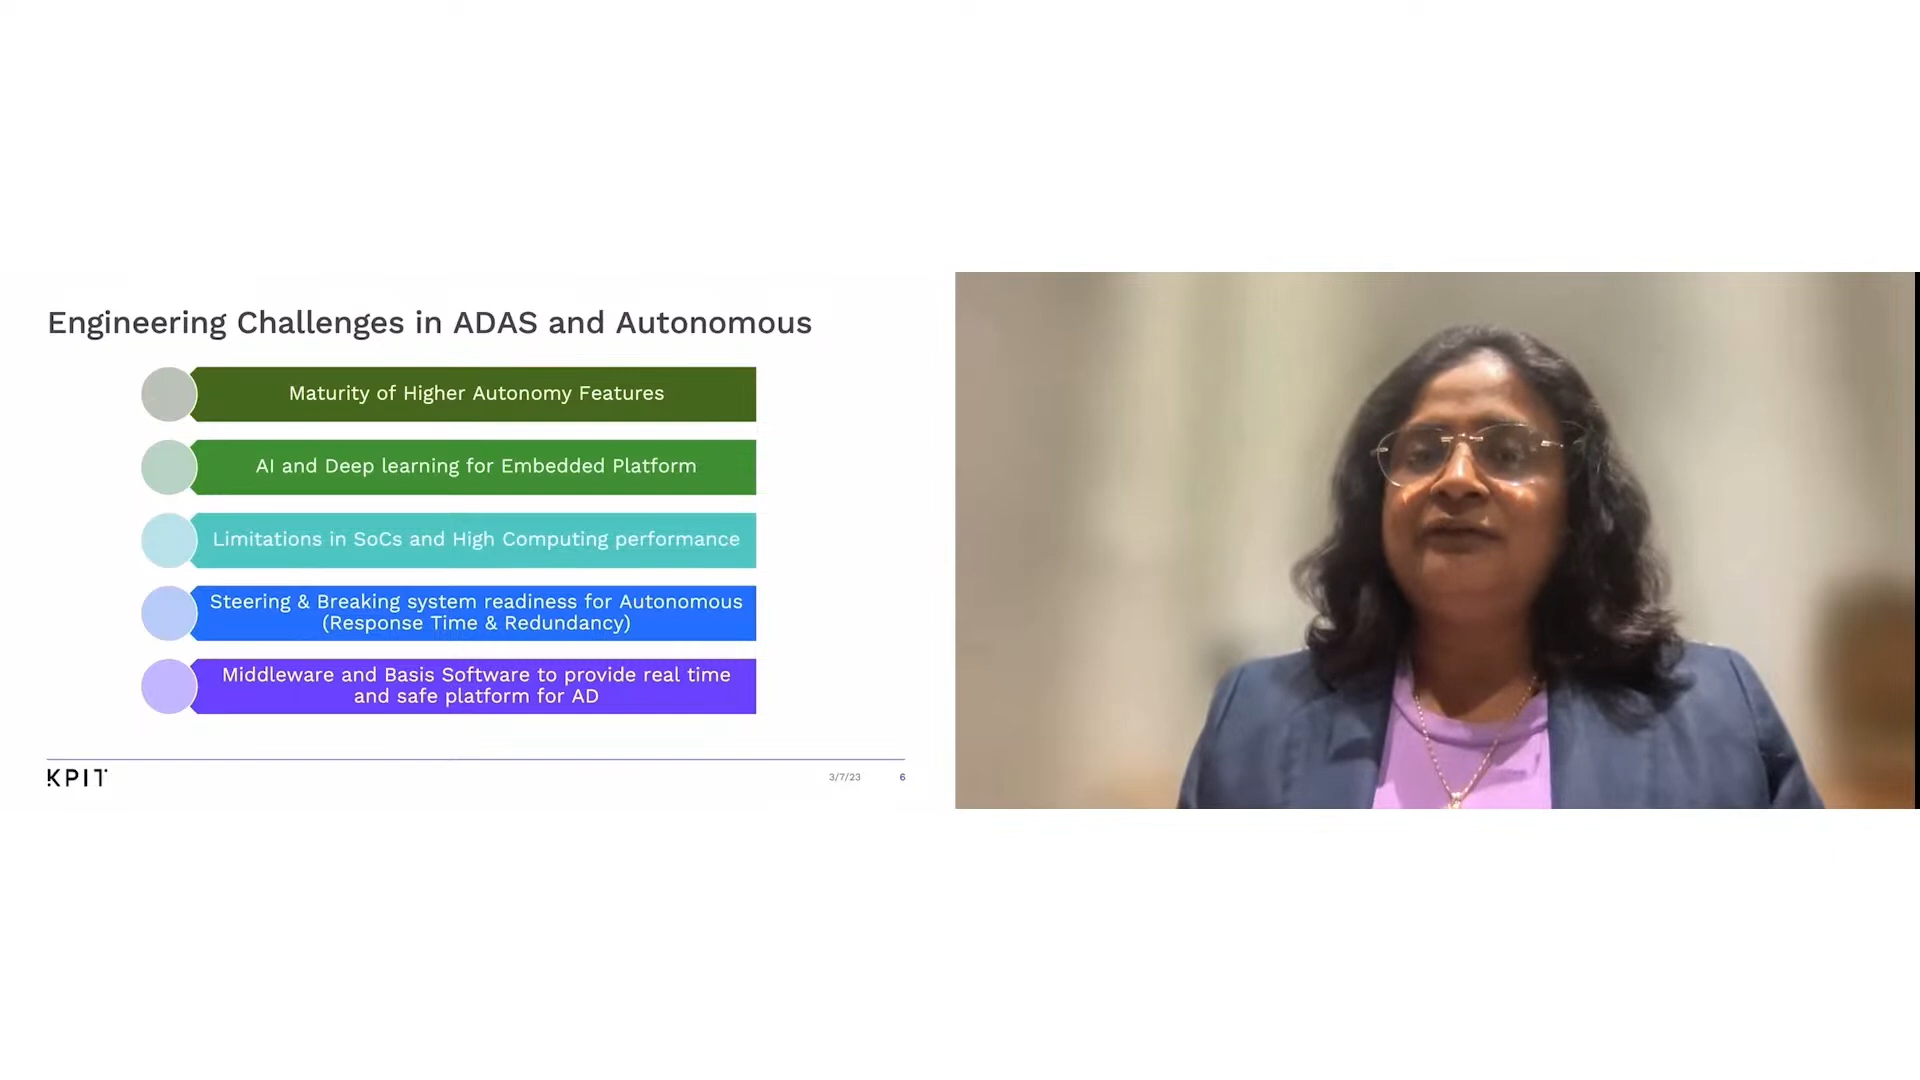 Engineering Challenges in ADAS and Autonomous
Maturity of Higher Autonomy Features
AI and Deep learning for Embedded Platform
Limitations in SoCs and High Computing performance
Steering & Breaking system readiness for Autonomous
(Response Time & Redundancy)
Middleware and Basis Software to provide real time
and safe platform for AD
KPIT
3/7/23
6